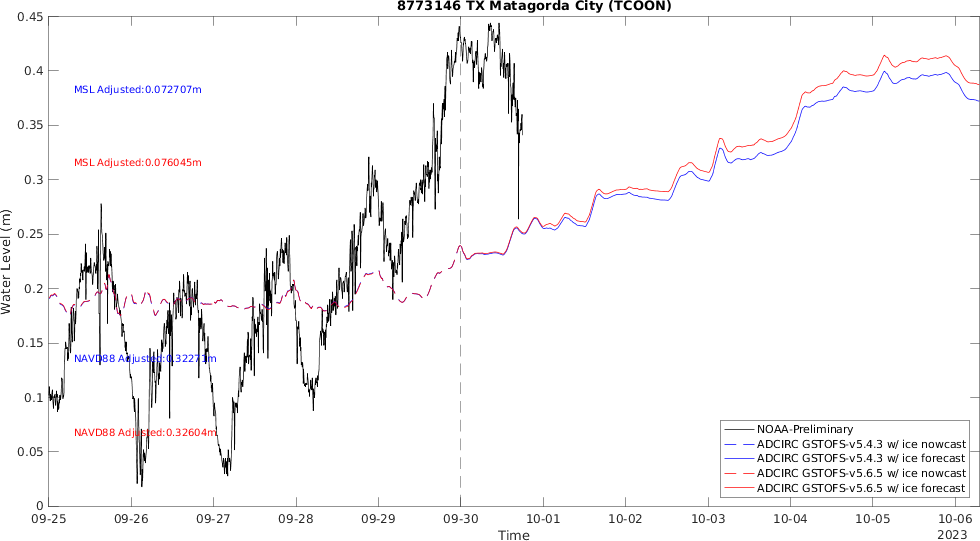 8773146 TX Matagorda City (TCOON)
0.45
0.4
0.35
0.3
0.25
0.2
0.15
0.1
0.05
0
Water Level (m)
MSL Adjusted:0.072707m
MSL Adjusted:0.076045m
NAVD88 Adjusted:0.32271m
NAVD88 Adjusted:0.32604m
NOAA-Preliminary
ADCIRC GSTOFS-v5.4.3 w/ ice nowcast
ADCIRC GSTOFS-v5.4.3 w/ ice forecast
ADCIRC GSTOFS-v5.6.5 w/ ice nowcast
ADCIRC GSTOFS-v5.6.5 w/ ice forecast
09-25 09-26 09-27 09-28 09-29 09-30 10-01 10-02 10-03 10-04 10-05 10-06
2023
Time